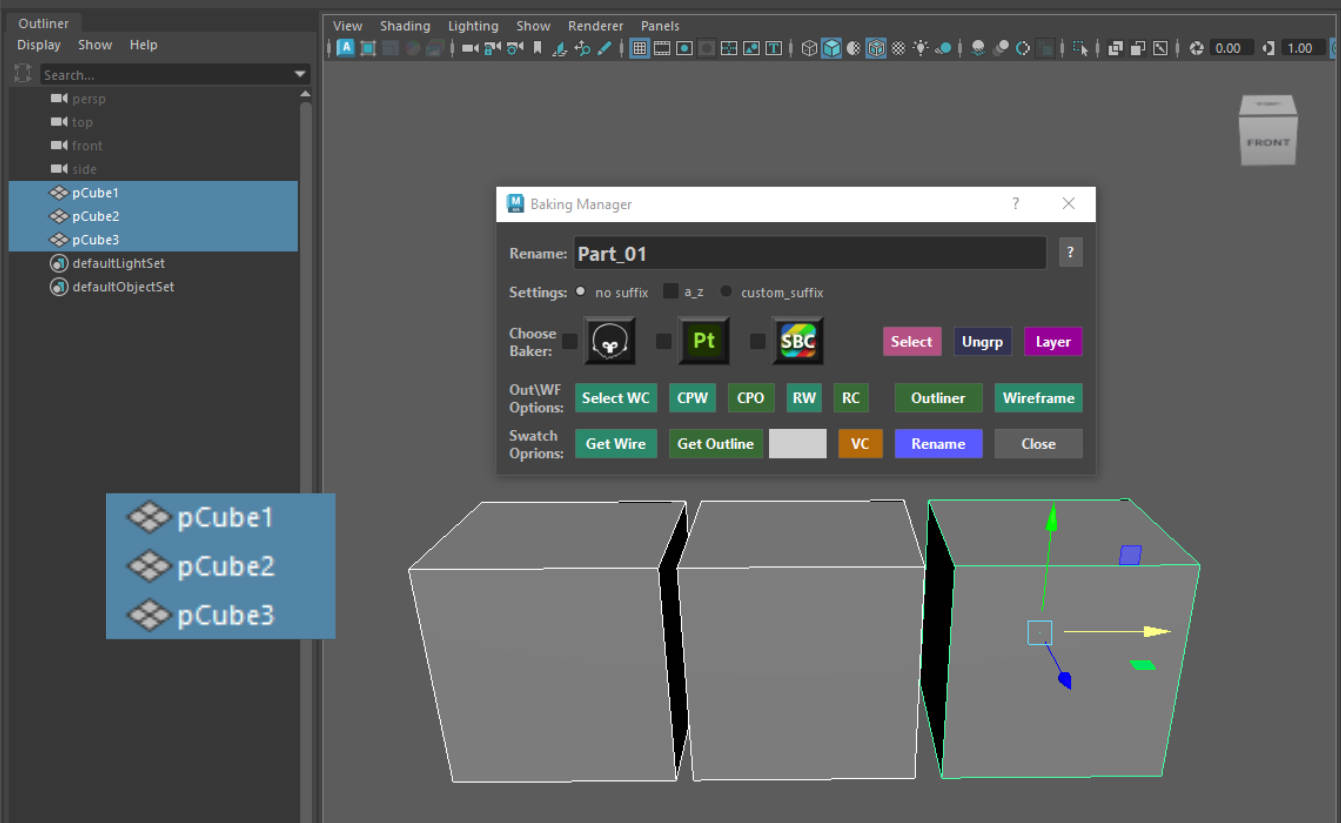 Outliner
Display Show Help
Search...
persp
top
front
side
pCube1
pCube2
pCube3
defaultLightSet
defaultObjectSet
View Shading Lighting Show Renderer Panels
0.00 1.00
FRONT
Baking Manager ?
Rename: Part_01 ?
Settings: no suffix a_z custom_suffix
Choose
Baker: Pt SBC Select Ungrp Layer
Out\WF
Options: Select WC CPW CPO RW RC Outliner Wireframe
Swatch
Oprions: Get Wire Get Outline VC Rename Close
pCube1
pCube2
pCube3